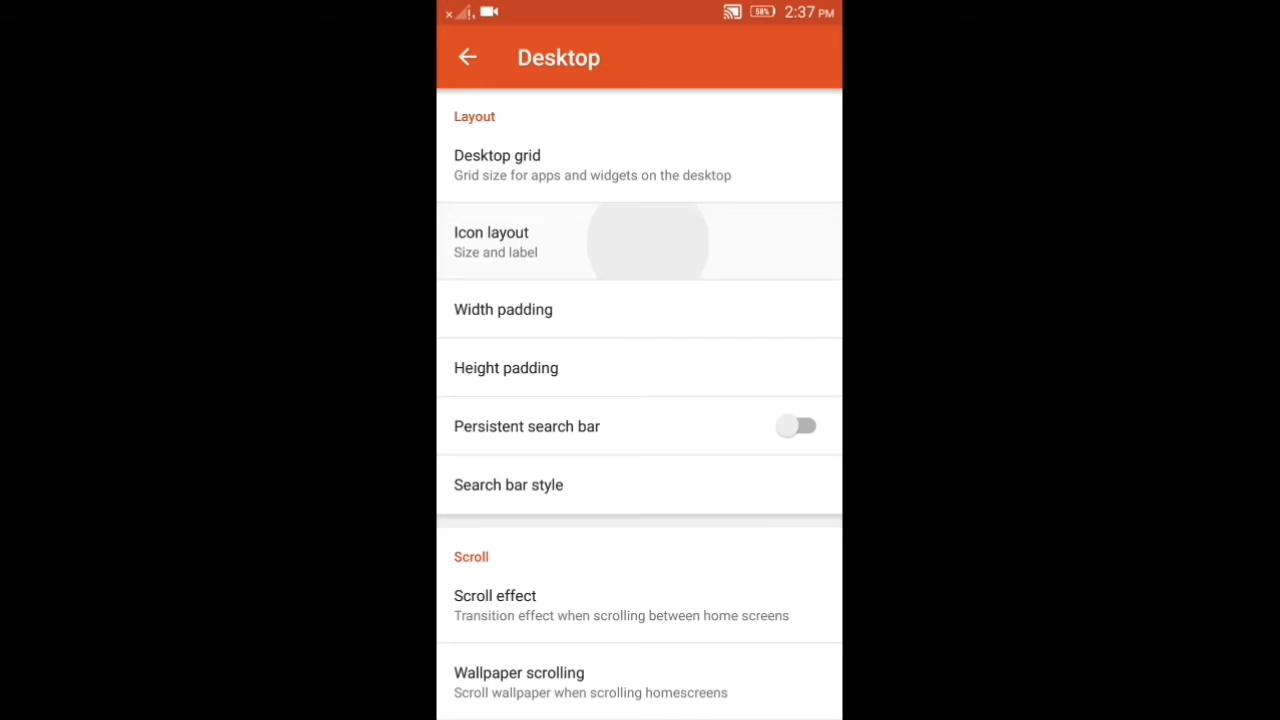 58%
2:37 PM
Desktop
Layout
Desktop grid
Grid size for apps and widgets on the desktop
Icon layout
Size and label
Width padding
Height padding
Persistent search bar
Search bar style
Scroll
Scroll effect
Transition effect when scrolling between home screens
Wallpaper scrolling
Scroll wallpaper when scrolling homescreens